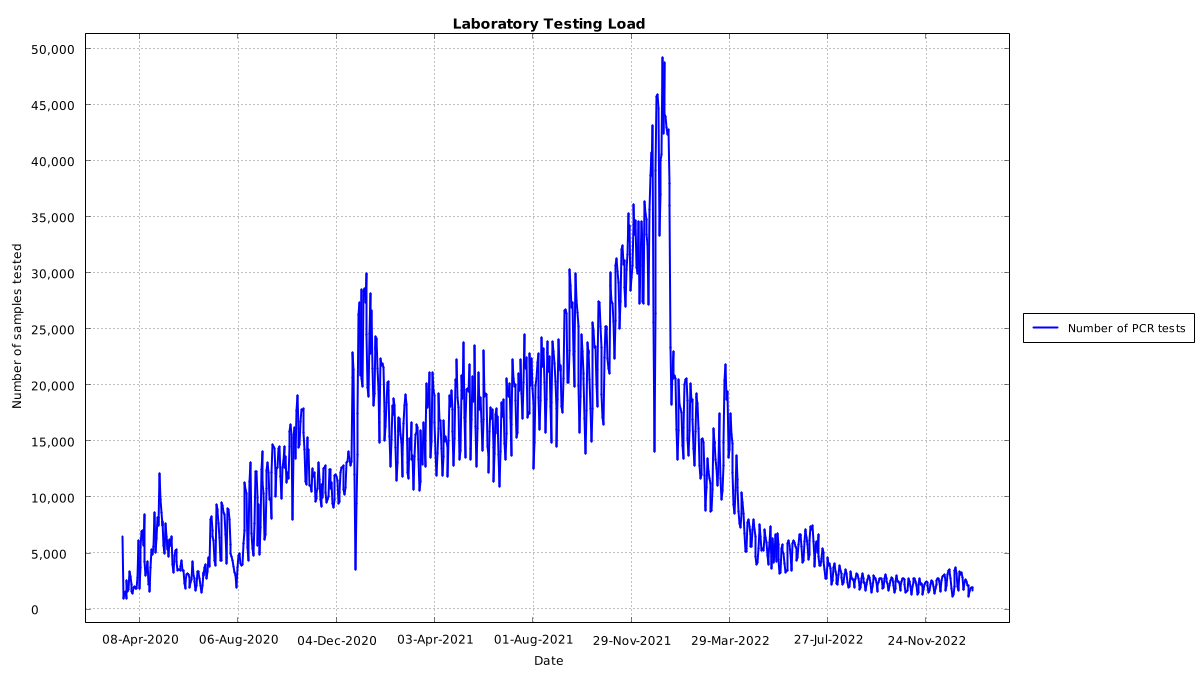 Laboratory Testing Load
50,000
45,000
40,000
35,000
30,000
25,000
20,000
15,000
10,000
5,000
0
Number of samples tested
08-Apr-2020 06-Aug-2020 04-Dec-2020 03-Apr-2021 01-Aug-2021 29-Nov-2021 29-Mar-2022 27-Jul-2022 24-Nov-2022
Date
Number of PCR tests